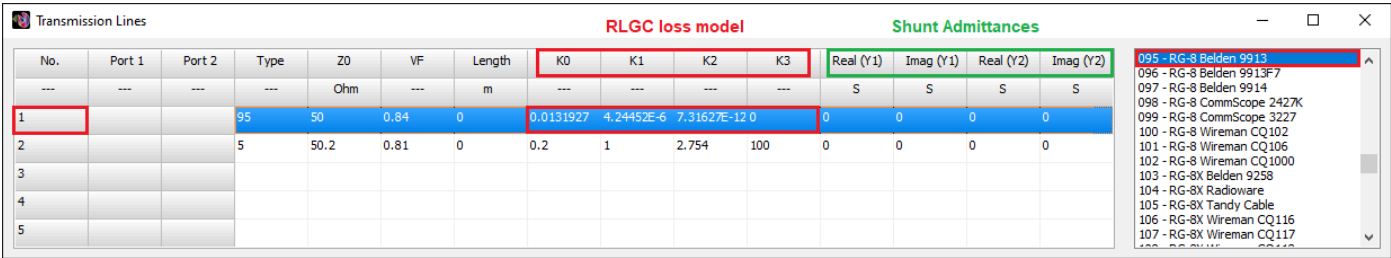 Transmission Lines RLGC loss model Shunt Admittances
No. Port 1 Port 2 Type Z0 VF Length K0 K1 K2 K3 Real (Y1) Imag (Y1) Real (Y2) Imag (Y2)
--- --- --- --- Ohm --- m --- --- --- --- S S S S
1 95 50 0.84 0 0.0131927 4.24452E-6 7.31627E-12 0 0 0 0 0
2 5 50.2 0.81 0 0.2 1 2.754 100 0 0 0 0
3
4
5
095 - RG-8 Belden 9913
096 - RG-8 Belden 9913F7
097 - RG-8 Belden 9914
098 - RG-8 CommScope 2427K
099 - RG-8 CommScope 3227
100 - RG-8 Wireman CQ102
101 - RG-8 Wireman CQ106
102 - RG-8 Wireman CQ1000
103 - RG-8X Belden 9258
104 - RG-8X Radioware
105 - RG-8X Tandy Cable
106 - RG-8X Wireman CQ116
107 - RG-8X Wireman CQ117